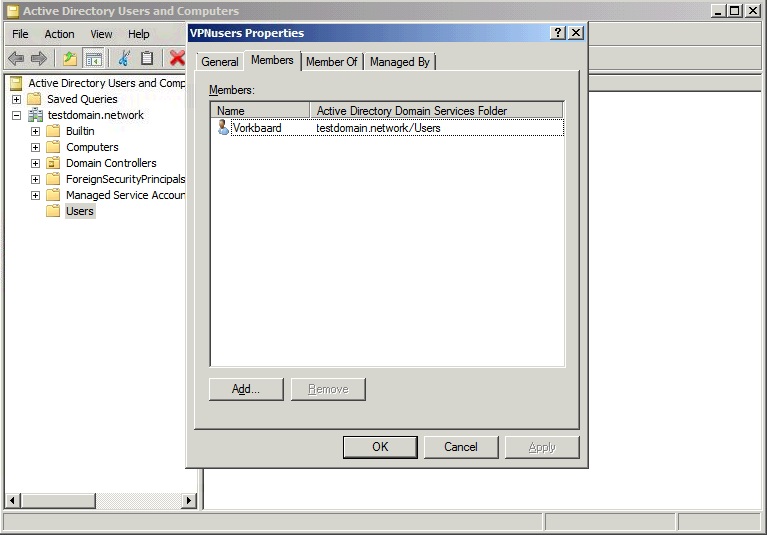 Active Directory Users and Computers
File Action View Help
Active Directory Users and Comp
Saved Queries
testdomain.network
Builtin
Computers
Domain Controllers
ForeignSecurityPrincipals
Managed Service Accoun
Users
VPNusers Properties
General Members Member Of Managed By
Members:
Name Active Directory Domain Services Folder
Vorkbaard testdomain.network/Users
Add... Remove
OK Cancel Apply